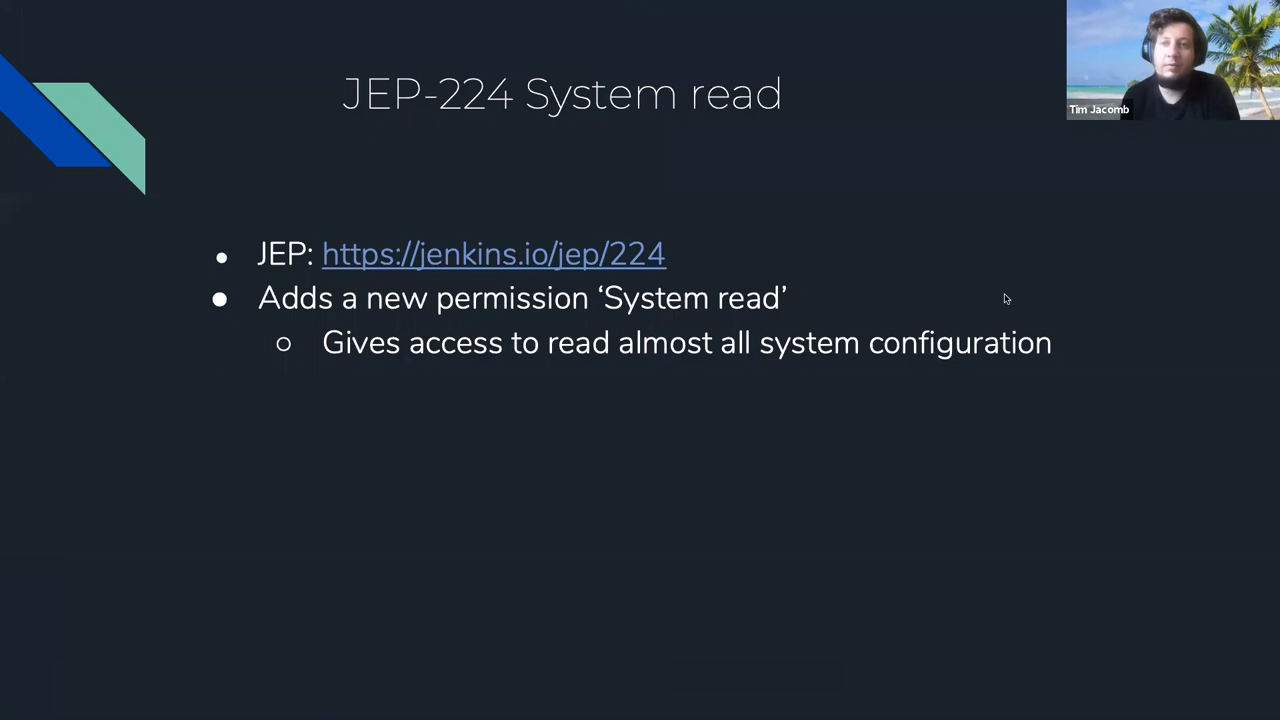 JEP-224 System read
Tim Jacomb
JEP: https://jenkins.io/jep/224
Adds a new permission ‘System read’
Gives access to read almost all system configuration